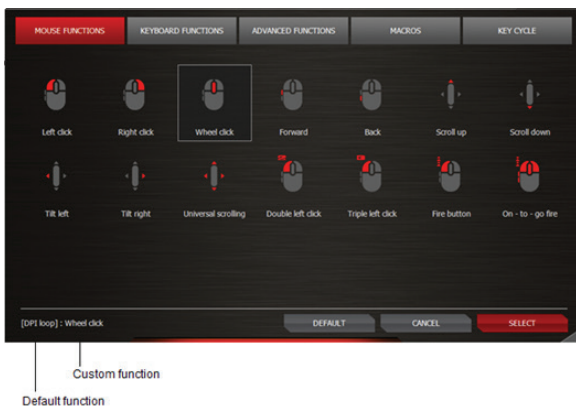 MOUSE FUNCTIONS KEYBOARD FUNCTIONS ADVANCED FUNCTIONS MACROS KEY CYCLE
Left click Right click Wheel click Forward Back Scroll up Scroll down
Tilt left Tilt right Universal scrolling Double left click Triple left click Fire button On - to - go fire
[DPI loop] : Wheel click DEFAULT CANCEL SELECT
Custom function
Default function